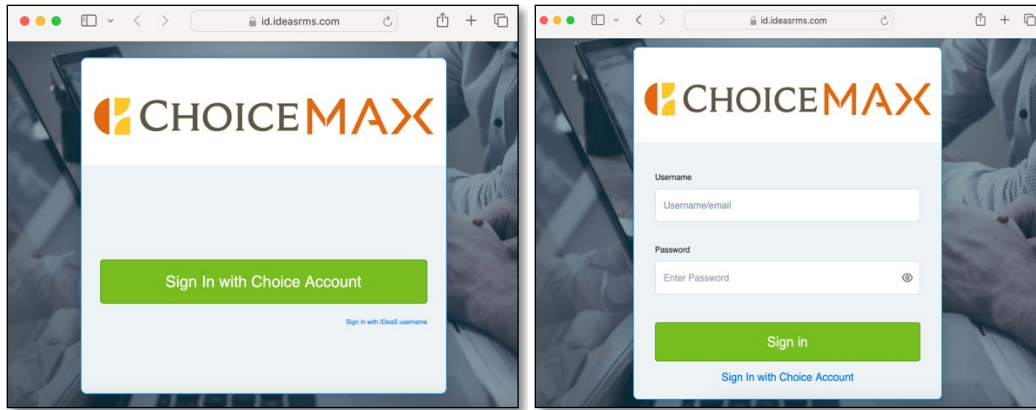 id.ideasrms.com
CHOICEMAX
Sign In with Choice Account
Sign in with IDeaS username
id.ideasrms.com
CHOICEMAX
Username
Username/email
Password
Enter Password
Sign in
Sign In with Choice Account